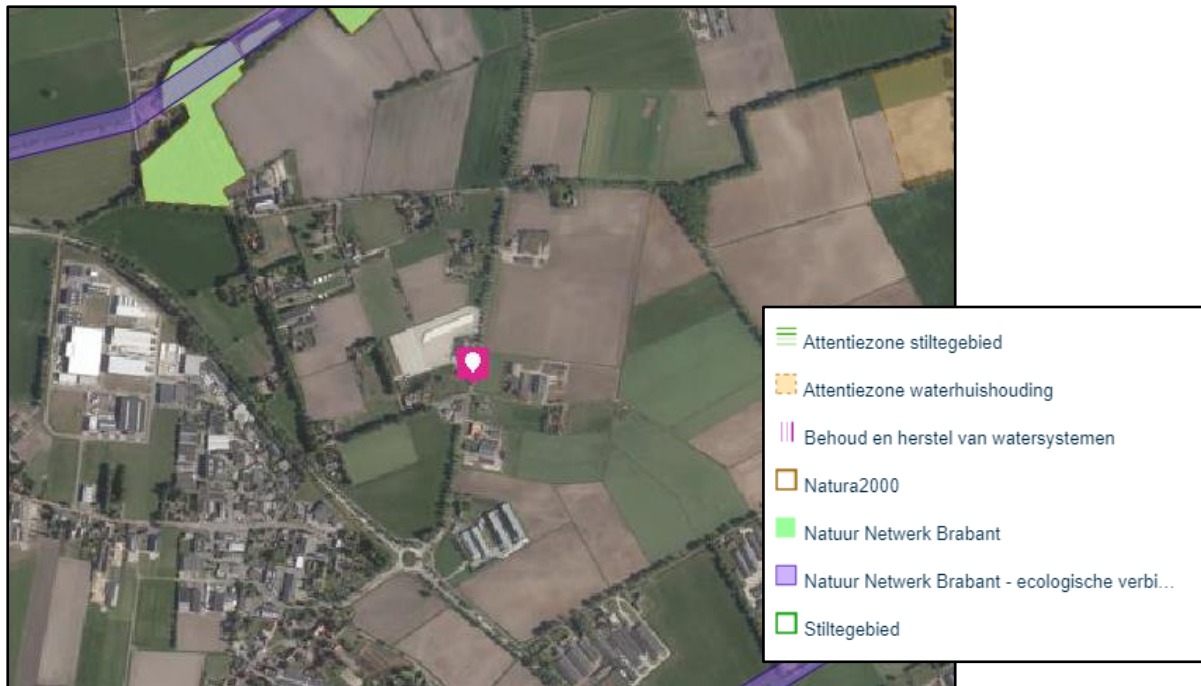 Attentiezone stiltegebied
Attentiezone waterhuishouding
Behoud en herstel van watersystemen
Natura2000
Natuur Netwerk Brabant
Natuur Netwerk Brabant - ecologische verbi...
Stiltegebied